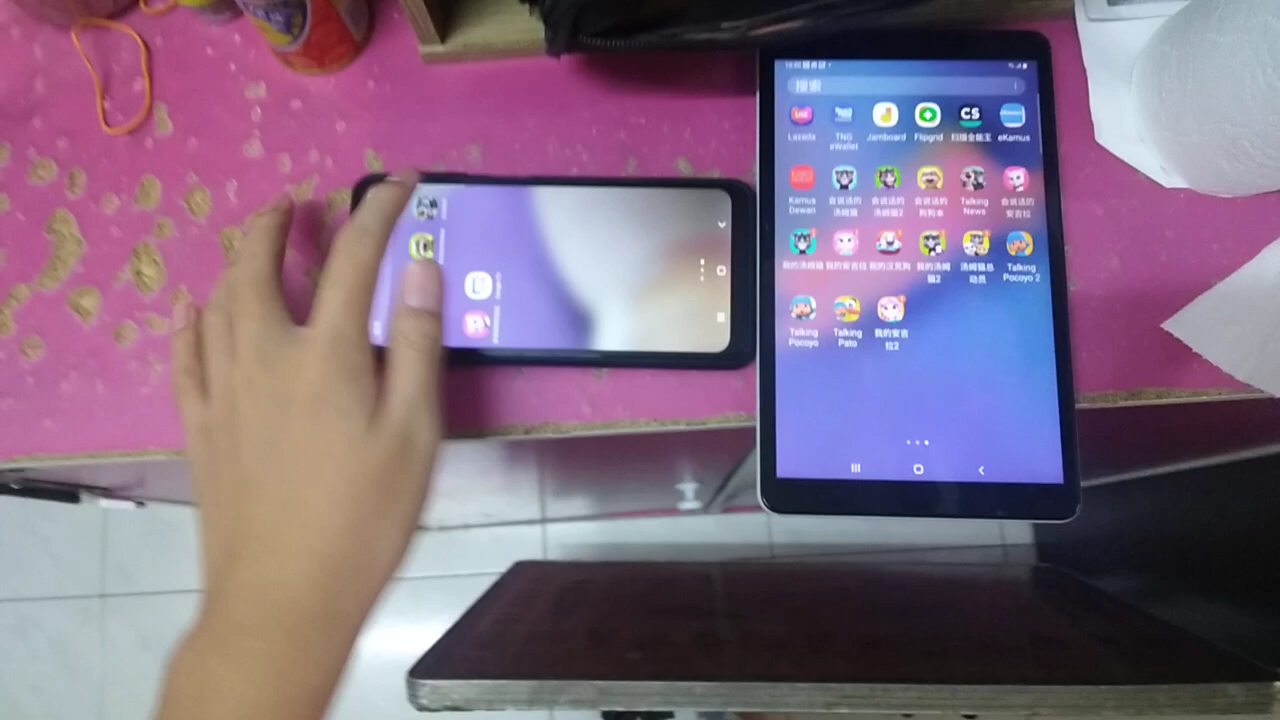 搜索
Lazada
TNG
eWallet
Jamboard
Flipgrid
CS
扫描全能王
eKamus
Kamus
Dewan
会说话的
汤姆猫
会说话的
汤姆猫2
会说话的
狗狗本
Talking
News
会说话的
安吉拉
我的汤姆猫
我的安吉拉
我的汉克狗
我的汤姆
猫2
汤姆猫总
动员
Talking
Pocoyo 2
Talking
Pocoyo
Talking
Pato
我的安吉
拉2